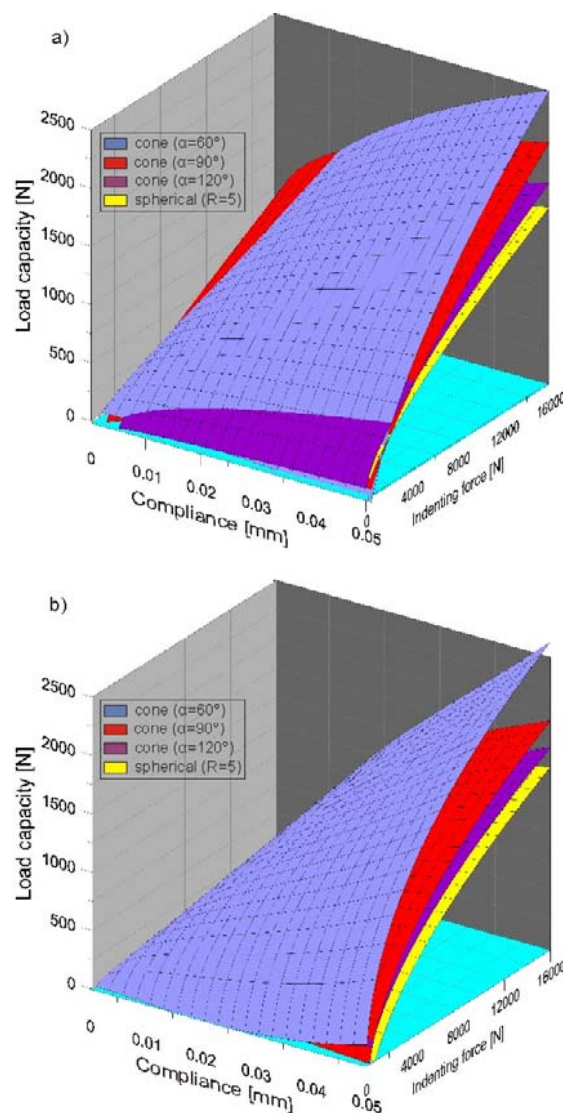 a)
2500
2000
1500
1000
500
0
Load capacity [N]
cone (α=60°)
cone (α=90°)
cone (α=120°)
spherical (R=5)
0
0.01
0.02
0.03
0.04
0.05
Compliance [mm]
0
4000
8000
12000
16000
Indenting force [N]
b)
2500
2000
1500
1000
500
0
Load capacity [N]
cone (α=60°)
cone (α=90°)
cone (α=120°)
spherical (R=5)
0
0.01
0.02
0.03
0.04
0.05
Compliance [mm]
0
4000
8000
12000
16000
Indenting force [N]